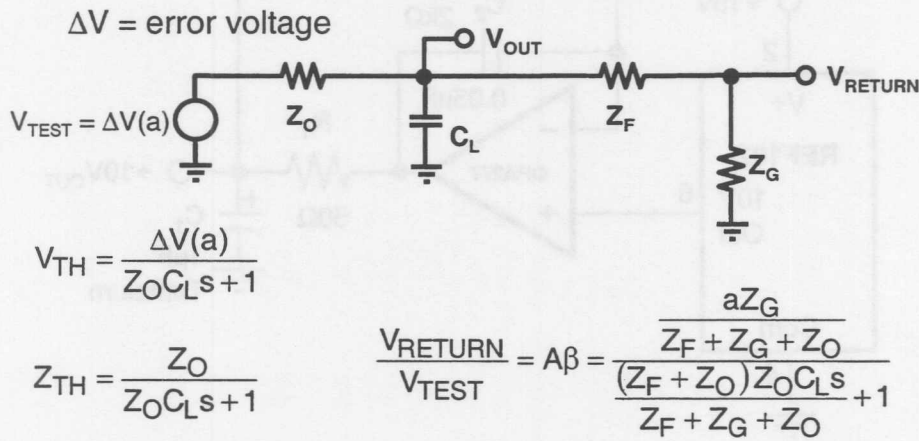 ΔV = error voltage
V_OUT
V_TEST = ΔV(a)
Z_O
C_L
Z_F
V_RETURN
Z_G
V_TH = ΔV(a) / (Z_O C_L s + 1)
Z_TH = Z_O / (Z_O C_L s + 1)
V_RETURN / V_TEST = Aβ = (aZ_G / (Z_F + Z_G + Z_O)) / ((Z_F + Z_O) Z_O C_L s / (Z_F + Z_G + Z_O) + 1)